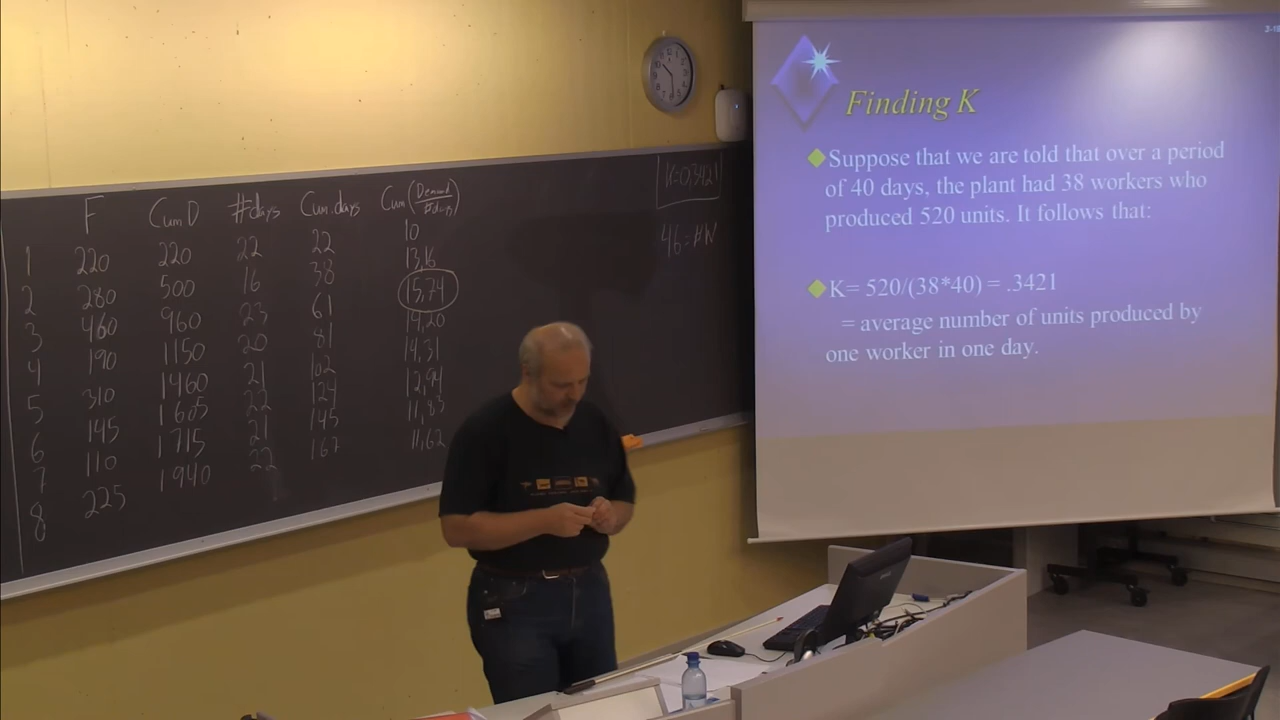 F CumD #days Cum.days Cum (Demand/#days)
1 220 220 22 22 10
2 280 500 16 38 13,16
3 460 960 23 61 15,74
4 190 1150 20 81 14,20
5 310 1460 21 102 14,31
6 145 1605 22 124 12,94
7 110 1715 21 145 11,83
8 225 1940 22 167 11,62
K=0,3421
46=#W
Finding K
Suppose that we are told that over a period
of 40 days, the plant had 38 workers who
produced 520 units. It follows that:
K= 520/(38*40) = .3421
= average number of units produced by
one worker in one day.